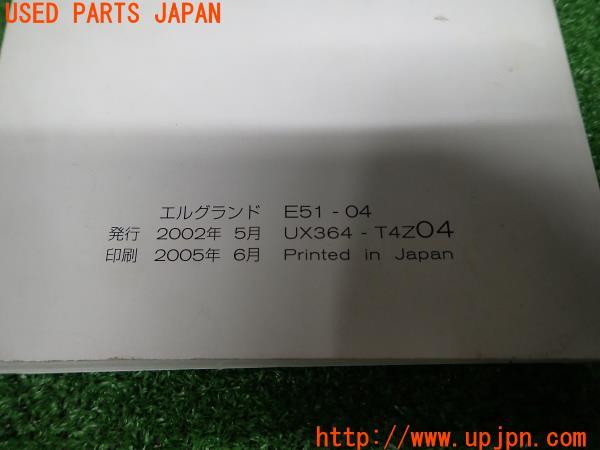 USED PARTS JAPAN
エルグランド E51 - 04
発行 2002年 5月 UX364 - T4Z04
印刷 2005年 6月 Printed in Japan
http://www.upjpn.com